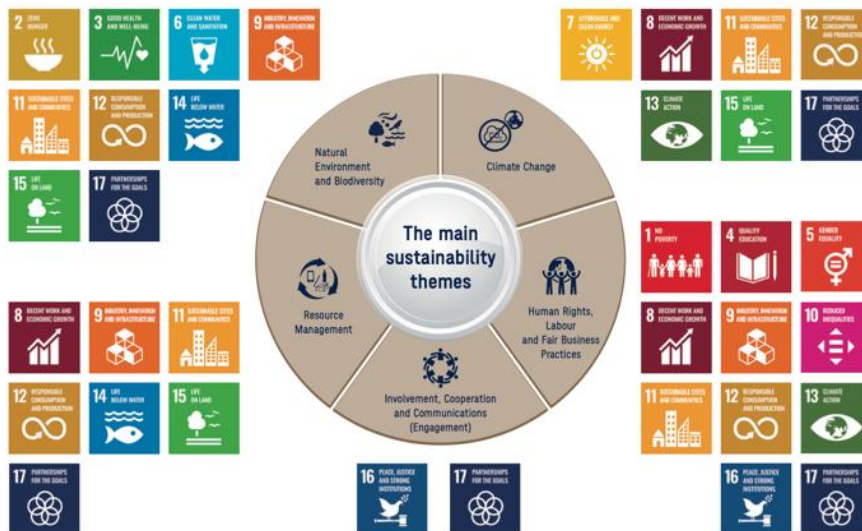 2 ZERO
HUNGER
3 GOOD HEALTH
AND WELL-BEING
6 CLEAN WATER
AND SANITATION
9 INDUSTRY, INNOVATION
AND INFRASTRUCTURE
11 SUSTAINABLE CITIES
AND COMMUNITIES
12 RESPONSIBLE
CONSUMPTION
AND PRODUCTION
14 LIFE
BELOW WATER
15 LIFE
ON LAND
17 PARTNERSHIPS
FOR THE GOALS
7 AFFORDABLE AND
CLEAN ENERGY
8 DECENT WORK AND
ECONOMIC GROWTH
11 SUSTAINABLE CITIES
AND COMMUNITIES
12 RESPONSIBLE
CONSUMPTION
AND PRODUCTION
13 CLIMATE
ACTION
15 LIFE
ON LAND
17 PARTNERSHIPS
FOR THE GOALS
Natural
Environment
and Biodiversity
Climate Change
The main
sustainability
themes
Resource
Management
Human Rights,
Labour
and Fair Business
Practices
Involvement, Cooperation
and Communications
(Engagement)
8 DECENT WORK AND
ECONOMIC GROWTH
9 INDUSTRY, INNOVATION
AND INFRASTRUCTURE
11 SUSTAINABLE CITIES
AND COMMUNITIES
12 RESPONSIBLE
CONSUMPTION
AND PRODUCTION
14 LIFE
BELOW WATER
15 LIFE
ON LAND
17 PARTNERSHIPS
FOR THE GOALS
16 PEACE, JUSTICE
AND STRONG
INSTITUTIONS
17 PARTNERSHIPS
FOR THE GOALS
1 NO
POVERTY
4 QUALITY
EDUCATION
5 GENDER
EQUALITY
8 DECENT WORK AND
ECONOMIC GROWTH
9 INDUSTRY, INNOVATION
AND INFRASTRUCTURE
10 REDUCED
INEQUALITIES
11 SUSTAINABLE CITIES
AND COMMUNITIES
12 RESPONSIBLE
CONSUMPTION
AND PRODUCTION
13 CLIMATE
ACTION
16 PEACE, JUSTICE
AND STRONG
INSTITUTIONS
17 PARTNERSHIPS
FOR THE GOALS